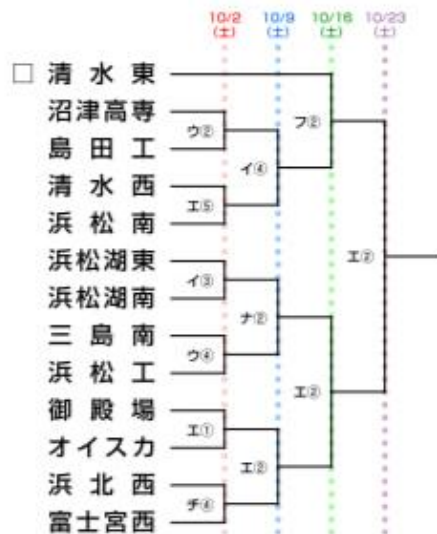 10/2 10/9 10/16 10/23
(土) (土) (土) (土)
□ 清水東
沼津高専
ウ②
島田工
フ②
イ④
清水西
エ⑤
浜松南
エ②
浜松湖東
イ③
浜松湖南
ナ②
三島南
ウ④
浜松工
エ②
御殿場
エ①
オイスカ
エ②
浜北西
チ④
富士宮西